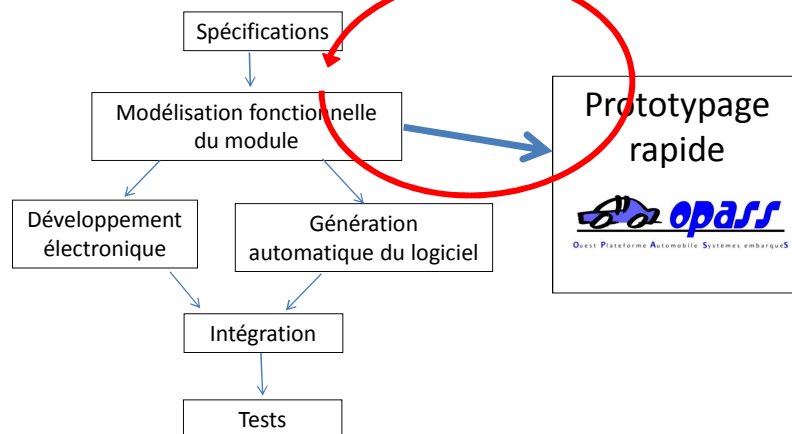 Spécifications
Modélisation fonctionnelle
du module
Prototypage
rapide
opass
Ouest Plateforme Automobile Systèmes embarquéS
Développement
électronique
Génération
automatique du logiciel
Intégration
Tests